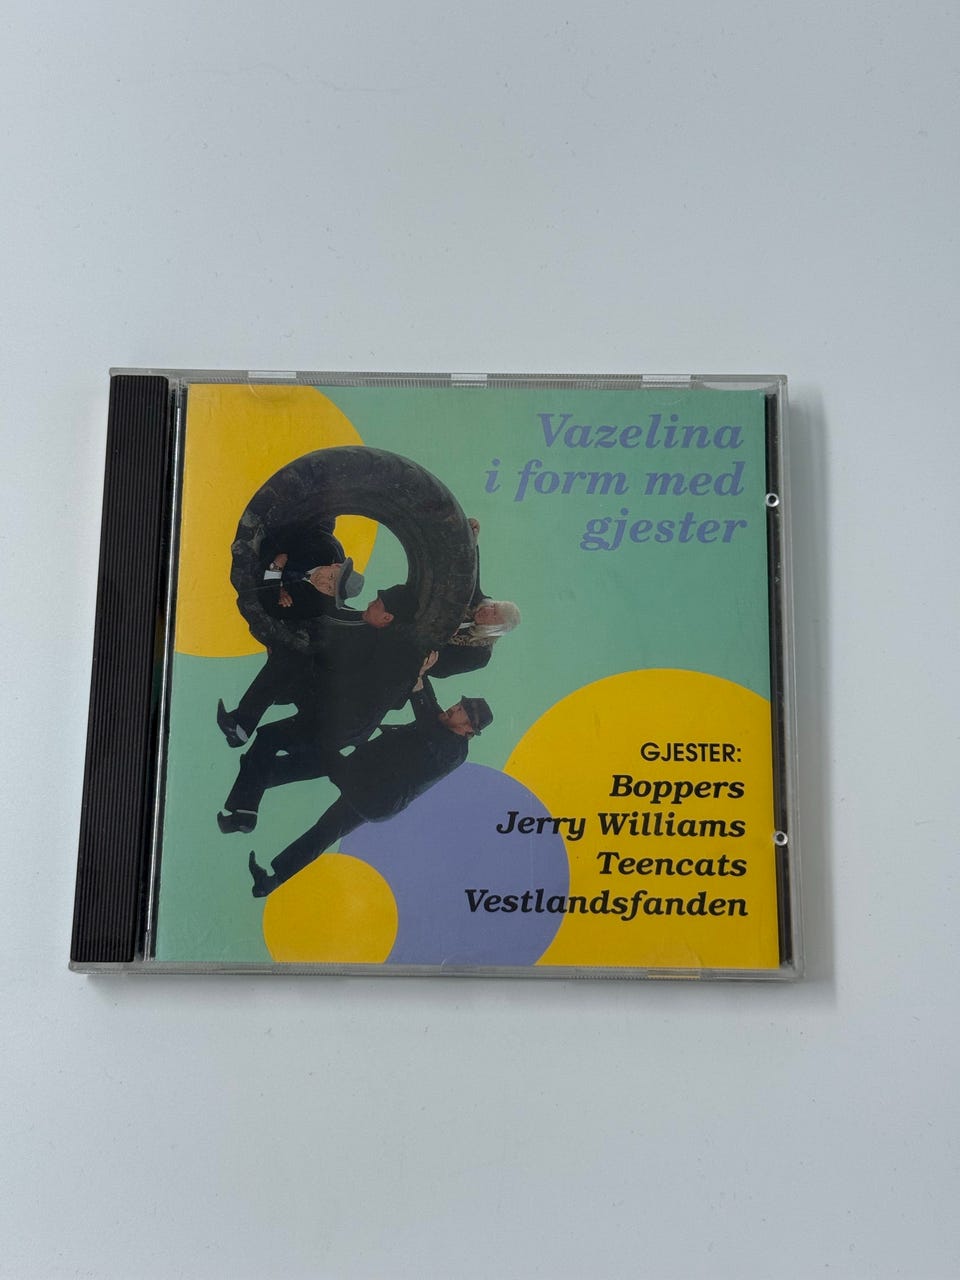 Vazelina
i form med
gjester
GJESTER:
Boppers
Jerry Williams
Teencats
Vestlandsfanden